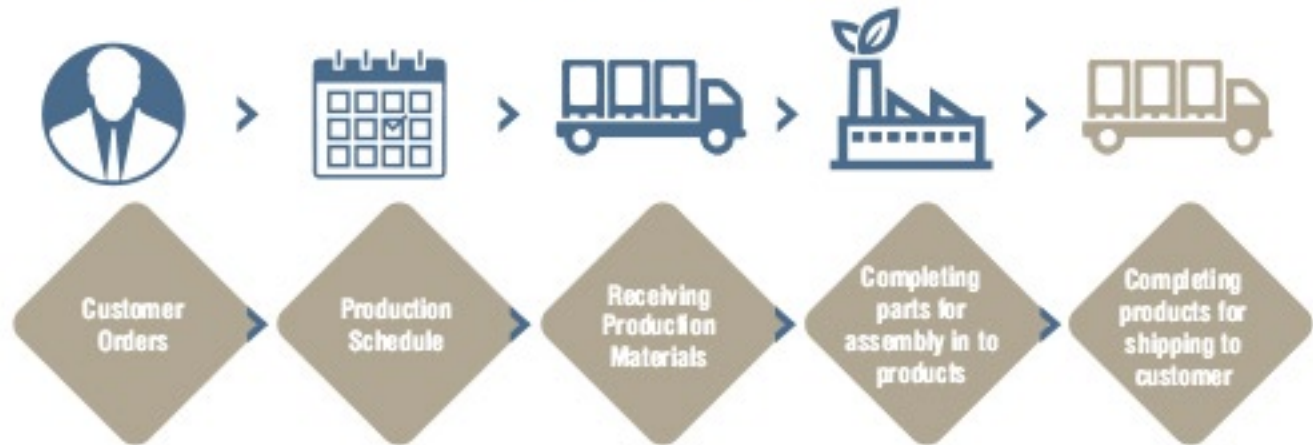 Customer
Orders
Production
Schedule
Receiving
Production
Materials
Completing
parts for
assembly in to
products
Completing
products for
shipping to
customer